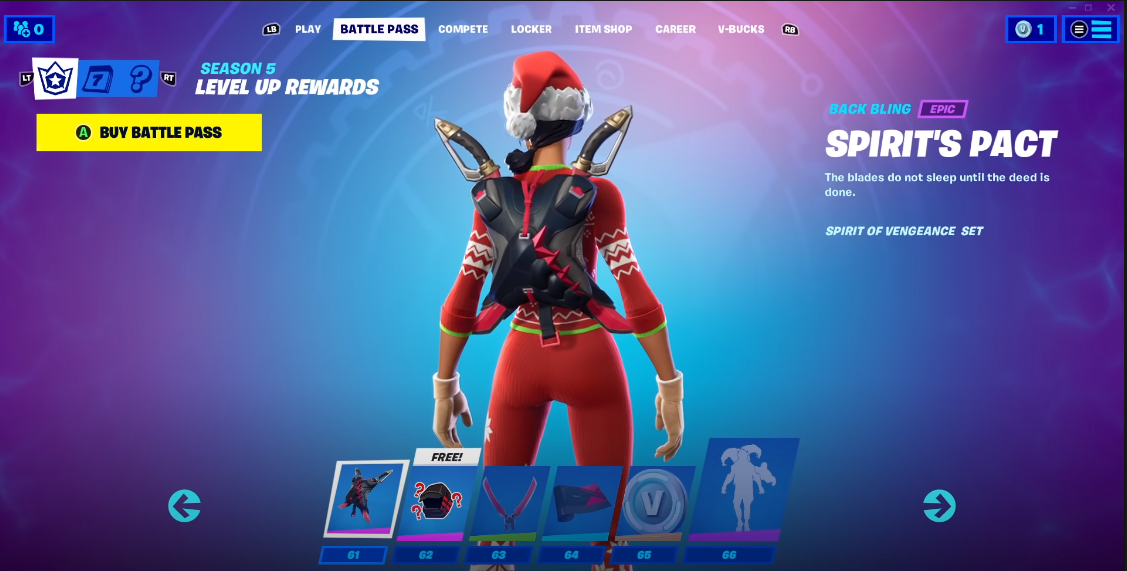 0
LB PLAY BATTLE PASS COMPETE LOCKER ITEM SHOP CAREER V-BUCKS RB
1
LT 7 ? RT
SEASON 5
LEVEL UP REWARDS
A BUY BATTLE PASS
BACK BLING EPIC
SPIRIT'S PACT
The blades do not sleep until the deed is
done.
SPIRIT OF VENGEANCE SET
FREE!
? ? ?
V
61 62 63 64 65 66